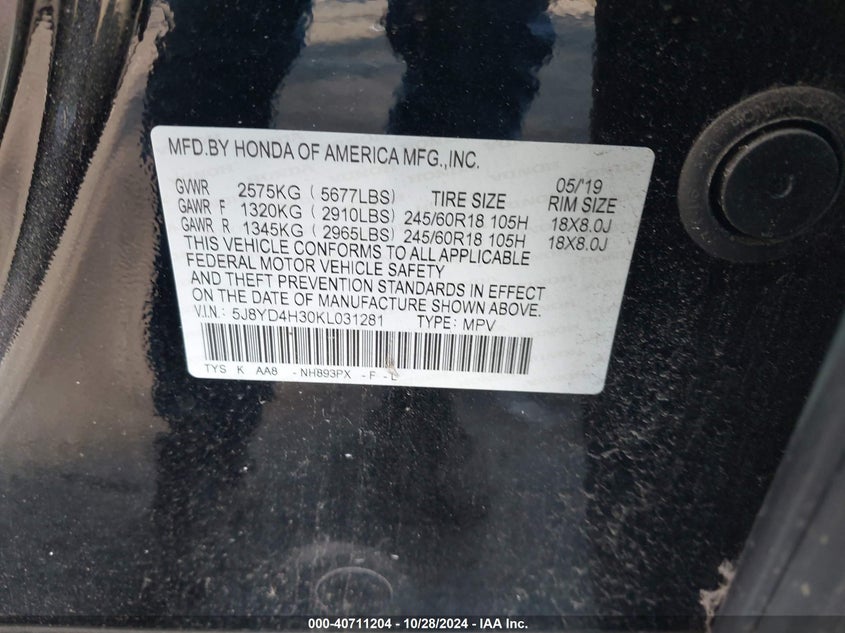 MFD.BY HONDA OF AMERICA MFG.,INC.
05/'19
GVWR 2575KG ( 5677LBS) TIRE SIZE RIM SIZE
GAWR F 1320KG ( 2910LBS) 245/60R18 105H 18X8.0J
GAWR R 1345KG ( 2965LBS) 245/60R18 105H 18X8.0J
THIS VEHICLE CONFORMS TO ALL APPLICABLE
FEDERAL MOTOR VEHICLE SAFETY
AND THEFT PREVENTION STANDARDS IN EFFECT
ON THE DATE OF MANUFACTURE SHOWN ABOVE.
V.I.N: 5J8YD4H30KL031281 TYPE: MPV
TYS K AA8 - NH893PX - F - L
000-40711204 - 10/28/2024 - IAA Inc.